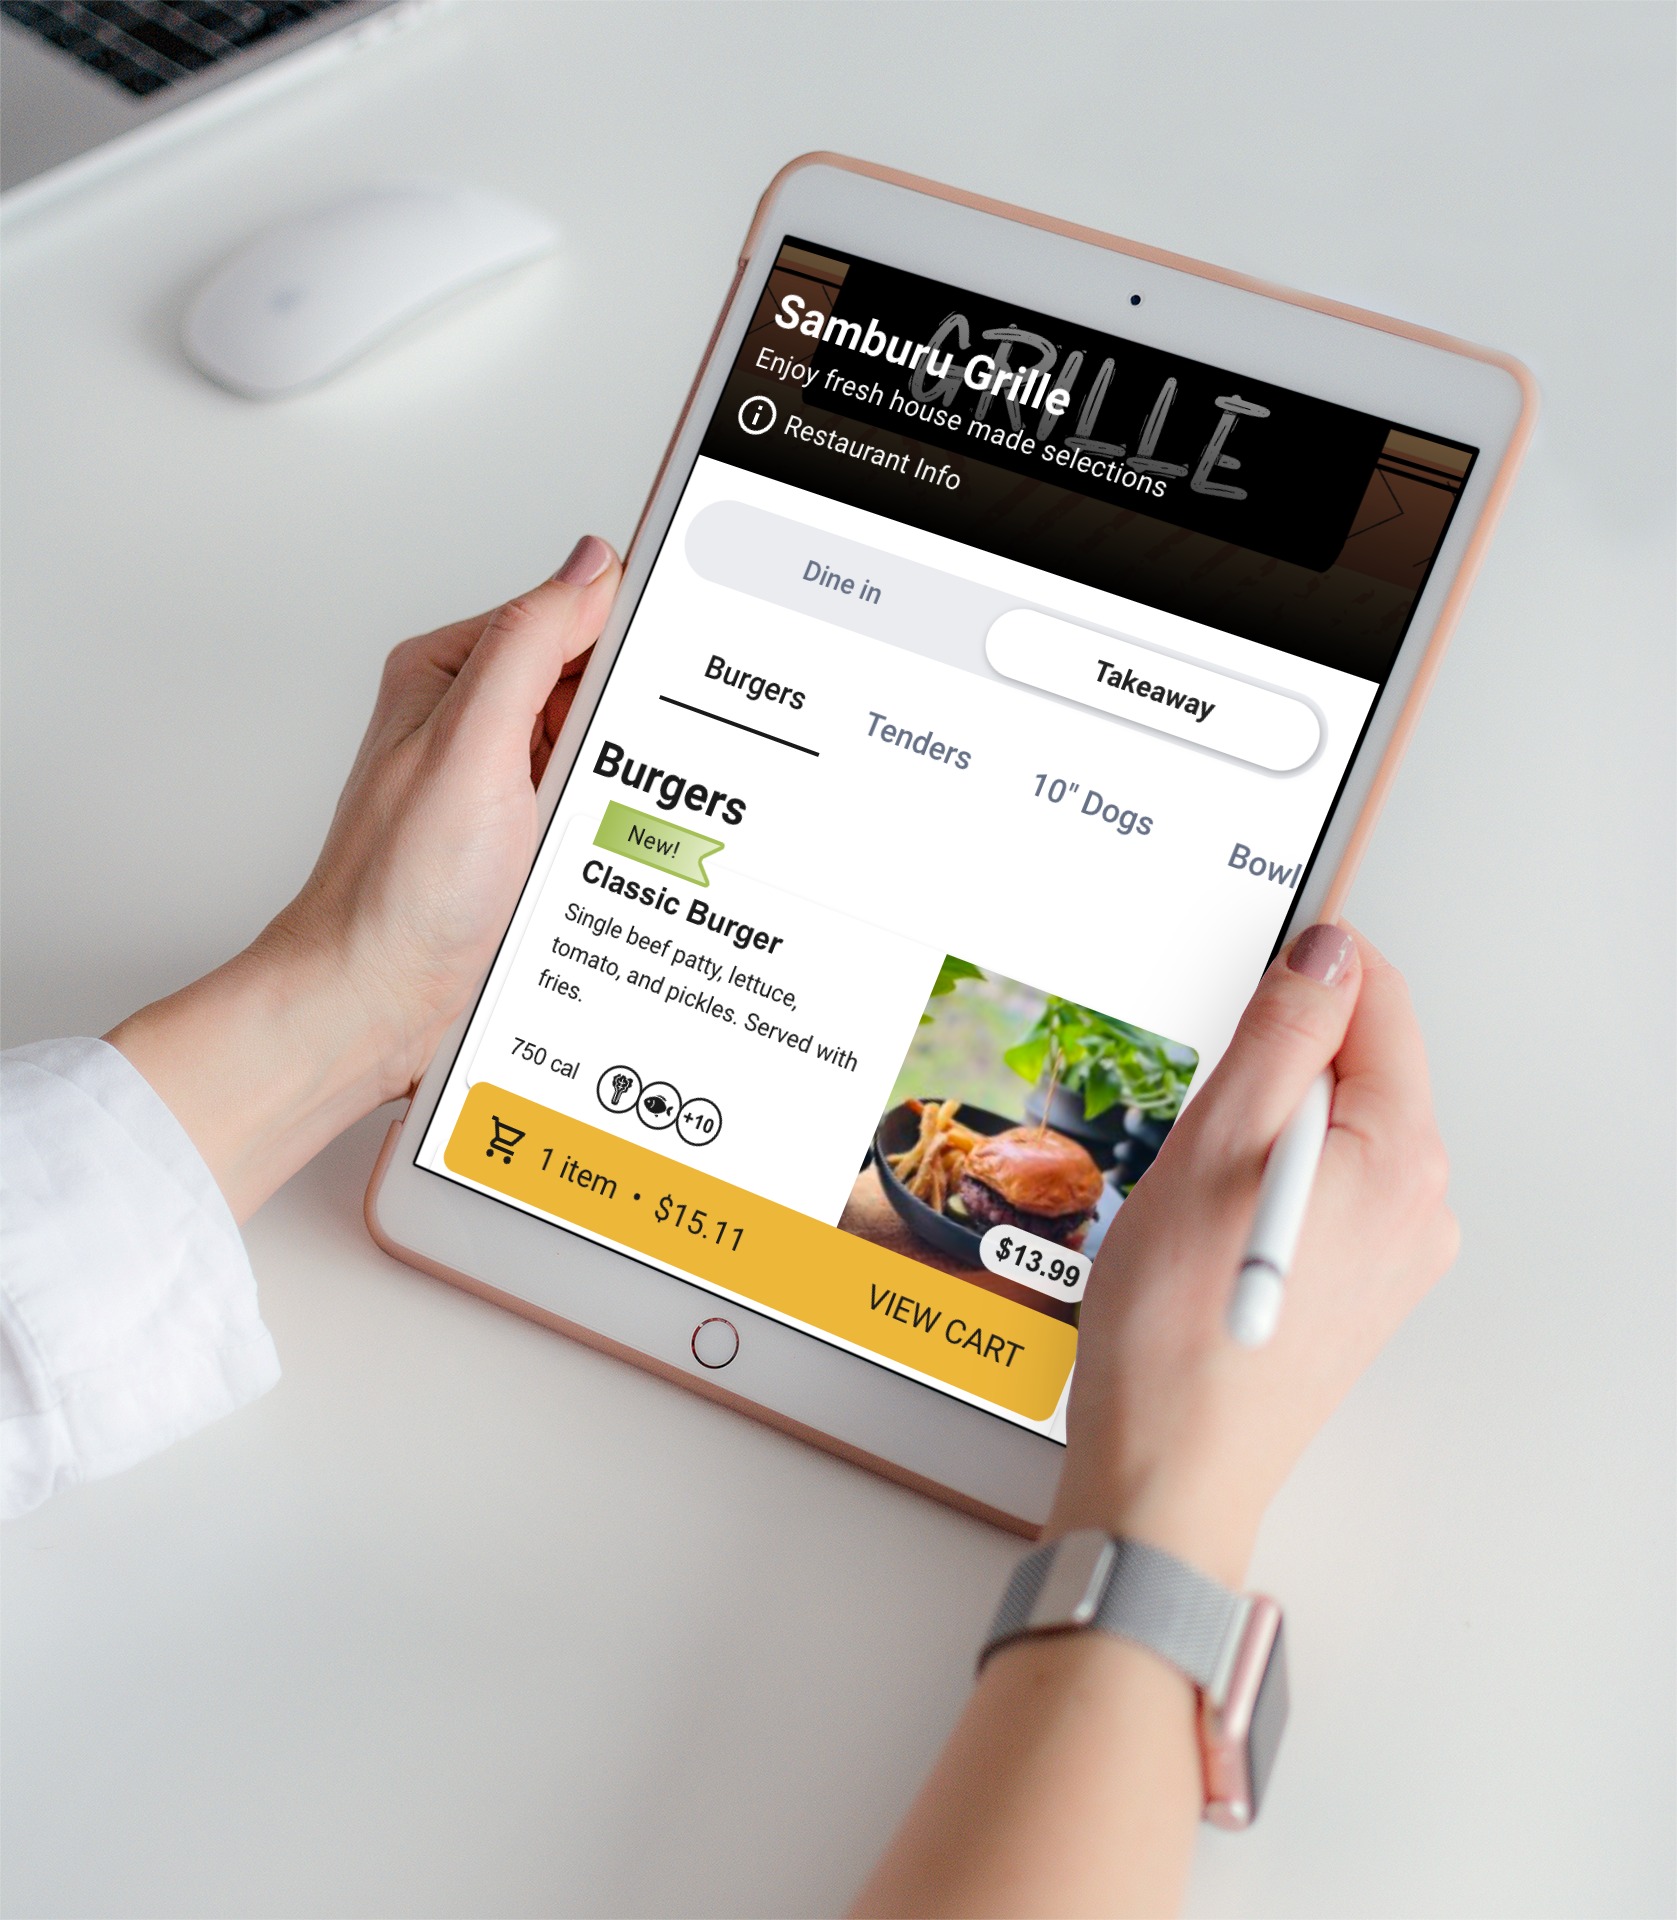 GRILLE
Samburu Grille
Enjoy fresh house made selections
Restaurant Info
Dine in
Takeaway
Burgers
Tenders
10" Dogs
Bowl
Burgers
New!
Classic Burger
Single beef patty, lettuce,
tomato, and pickles. Served with
fries.
750 cal
+10
$13.99
1 item • $15.11
VIEW CART